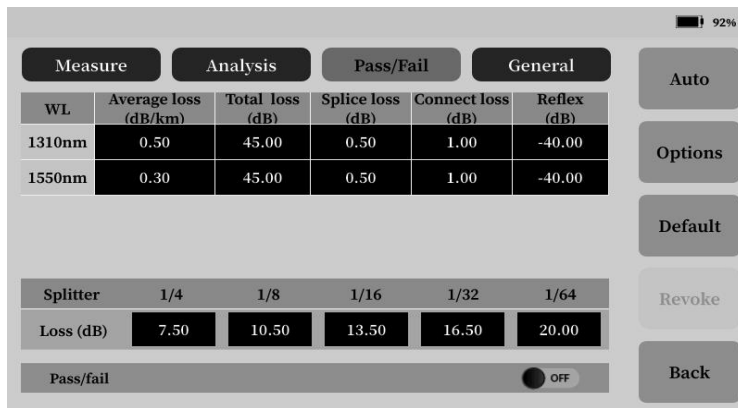 92%
Measure Analysis Pass/Fail General
Auto
WL Average loss (dB/km) Total loss (dB) Splice loss (dB) Connect loss (dB) Reflex (dB)
1310nm 0.50 45.00 0.50 1.00 -40.00
Options
1550nm 0.30 45.00 0.50 1.00 -40.00
Default
Splitter 1/4 1/8 1/16 1/32 1/64
Revoke
Loss (dB) 7.50 10.50 13.50 16.50 20.00
Pass/fail OFF
Back